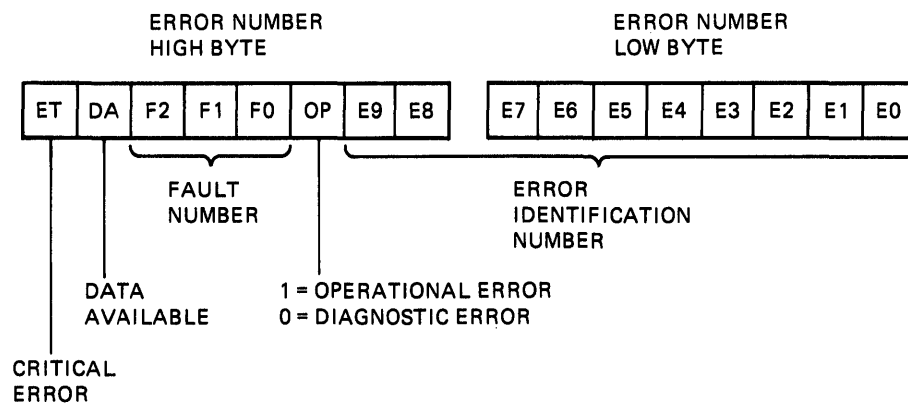 ERROR NUMBER
HIGH BYTE
ERROR NUMBER
LOW BYTE
ET DA F2 F1 F0 OP E9 E8
E7 E6 E5 E4 E3 E2 E1 E0
FAULT
NUMBER
ERROR
IDENTIFICATION
NUMBER
DATA
AVAILABLE
1 = OPERATIONAL ERROR
0 = DIAGNOSTIC ERROR
CRITICAL
ERROR